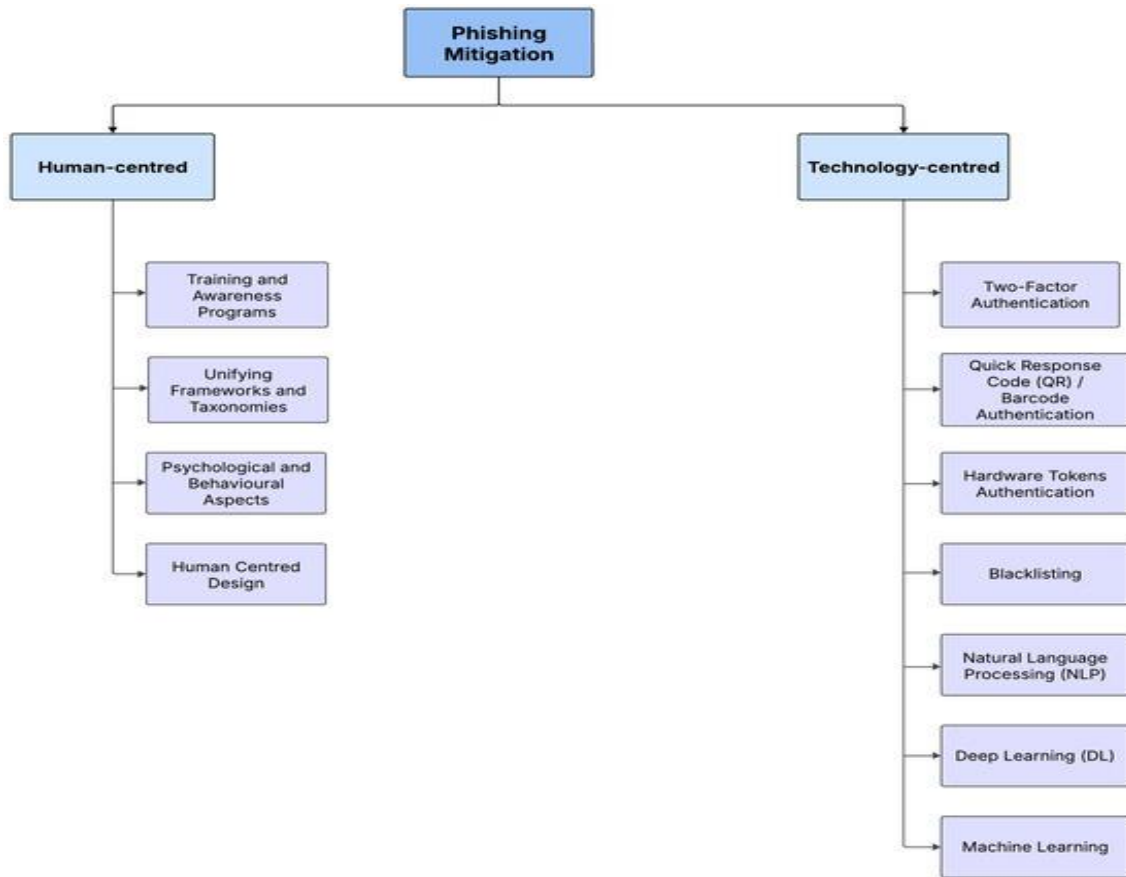 Phishing
Mitigation
Human-centred
Technology-centred
Training and
Awareness
Programs
Unifying
Frameworks and
Taxonomies
Psychological and
Behavioural
Aspects
Human Centred
Design
Two-Factor
Authentication
Quick Response
Code (QR) /
Barcode
Authentication
Hardware Tokens
Authentication
Blacklisting
Natural Language
Processing (NLP)
Deep Learning (DL)
Machine Learning